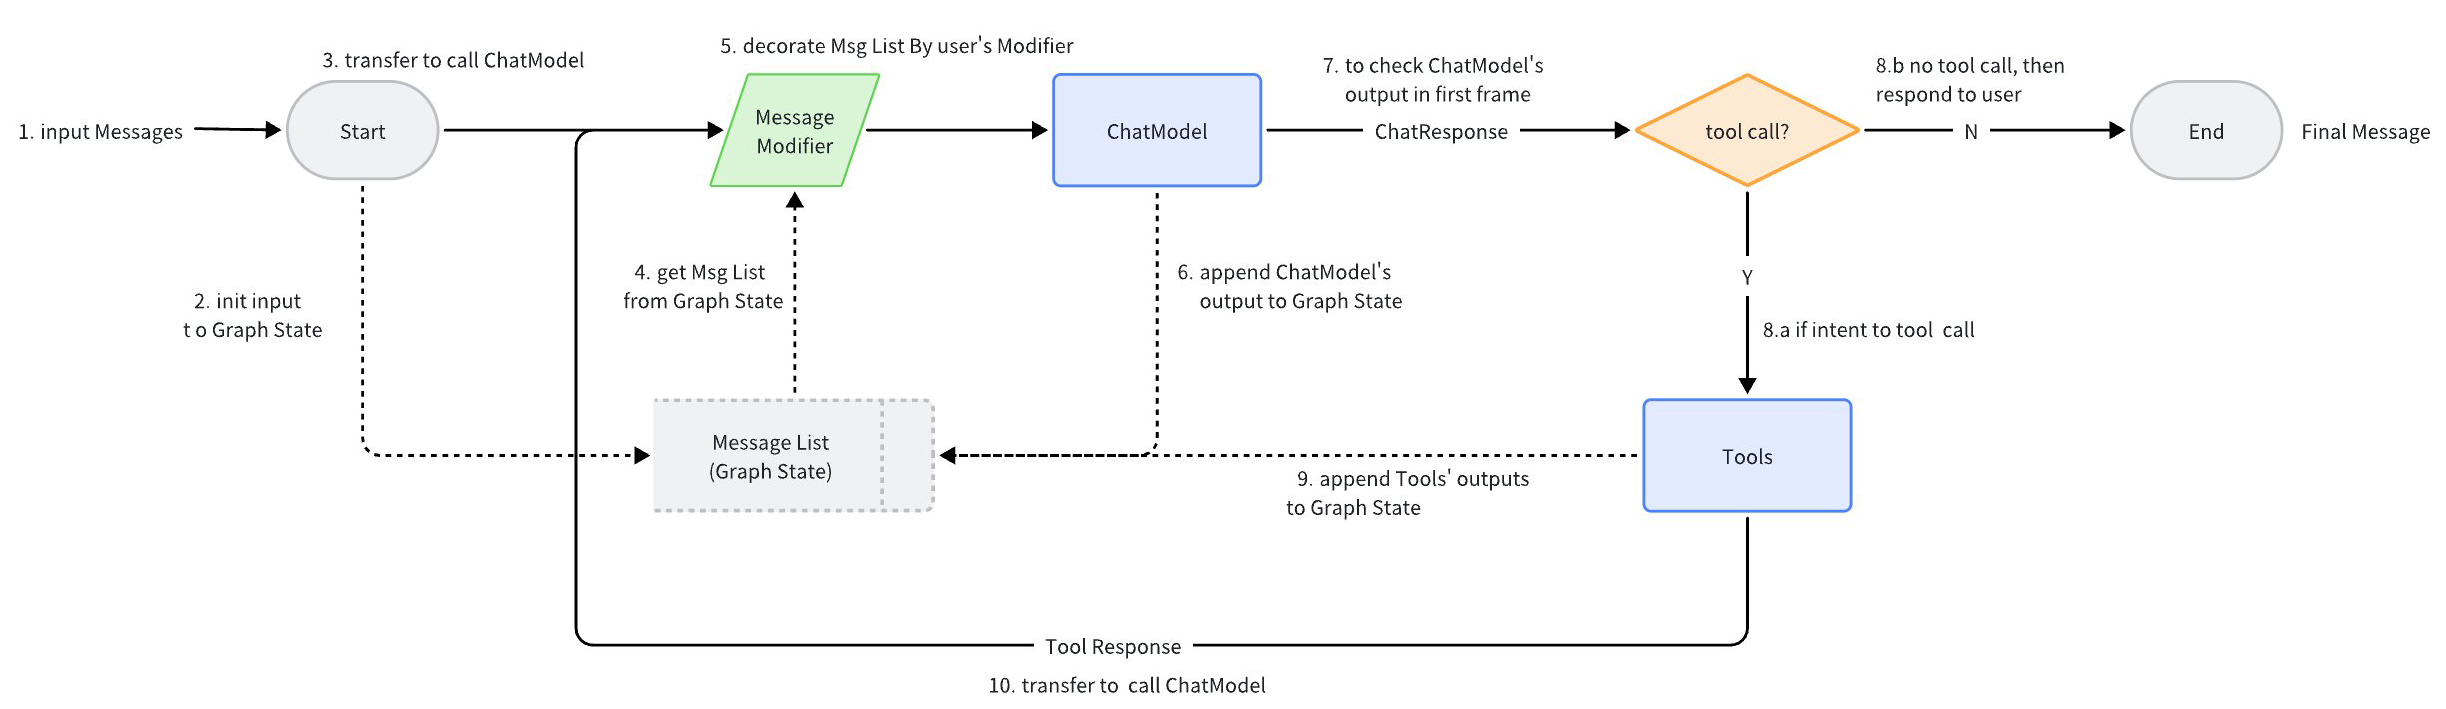 5. decorate Msg List By user's Modifier
3. transfer to call ChatModel
7. to check ChatModel's
output in first frame
8.b no tool call, then
respond to user
1. input Messages
Start
Message
Modifier
ChatModel
ChatResponse
tool call?
N
End
Final Message
2. init input
t o Graph State
4. get Msg List
from Graph State
6. append ChatModel's
output to Graph State
Y
8.a if intent to tool  call
Message List
(Graph State)
Tools
9. append Tools' outputs
to Graph State
Tool Response
10. transfer to  call ChatModel